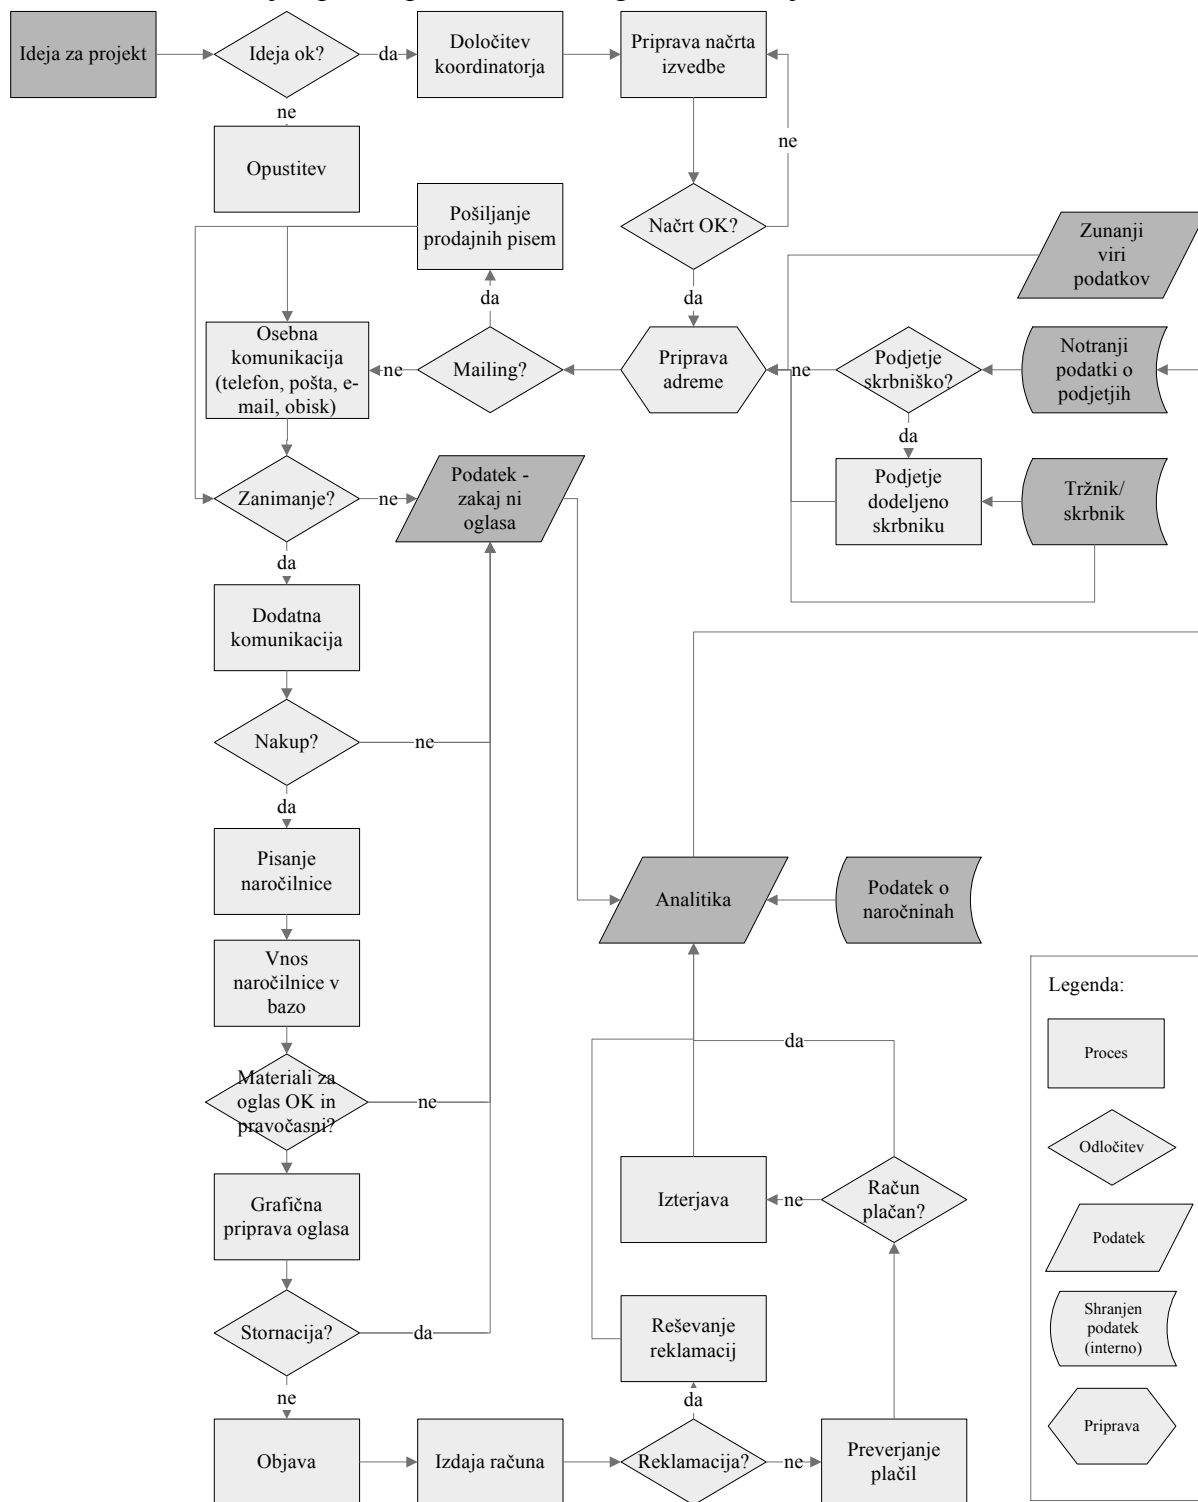 Ideja za projekt
Ideja ok?
da
Določitev
koordinatorja
Priprava načrta
izvedbe
ne
Opustitev
ne
Načrt OK?
Pošiljanje
prodajnih pisem
da
da
Zunanji
viri
podatkov
Osebna
komunikacija
(telefon, pošta, e-
mail, obisk)
ne
Mailing?
Priprava
adreme
ne
Podjetje
skrbniško?
Notranji
podatki o
podjetjih
da
Zanimanje?
ne
Podatek -
zakaj ni
oglasa
Podjetje
dodeljeno
skrbniku
Tržnik/
skrbnik
da
Dodatna
komunikacija
Nakup?
ne
da
Pisanje
naročilnice
Analitika
Podatek o
naročninah
Vnos
naročilnice v
bazo
Materiali za
oglas OK in
pravočasni?
ne
da
Grafična
priprava oglasa
Izterjava
ne
Račun
plačan?
Stornacija?
da
Reševanje
reklamacij
ne
da
Objava
Izdaja računa
Reklamacija?
ne
Preverjanje
plačil
Legenda:
Proces
Odločitev
Podatek
Shranjen
podatek
(interno)
Priprava